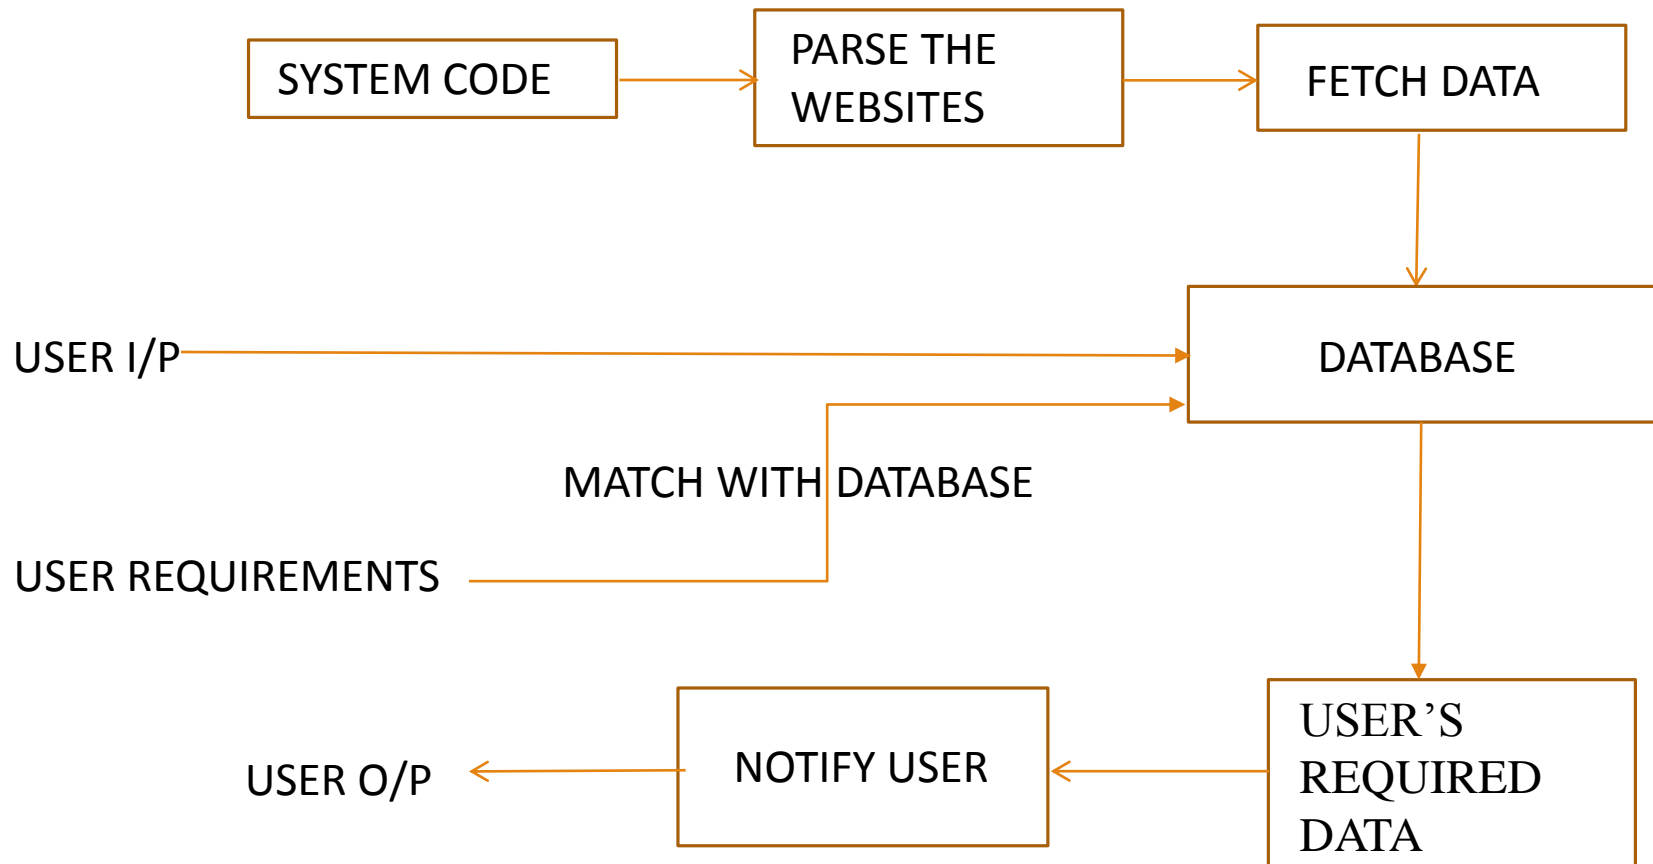 SYSTEM CODE
PARSE THE
WEBSITES
FETCH DATA
USER I/P
DATABASE
MATCH WITH DATABASE
USER REQUIREMENTS
USER O/P
NOTIFY USER
USER’S
REQUIRED
DATA